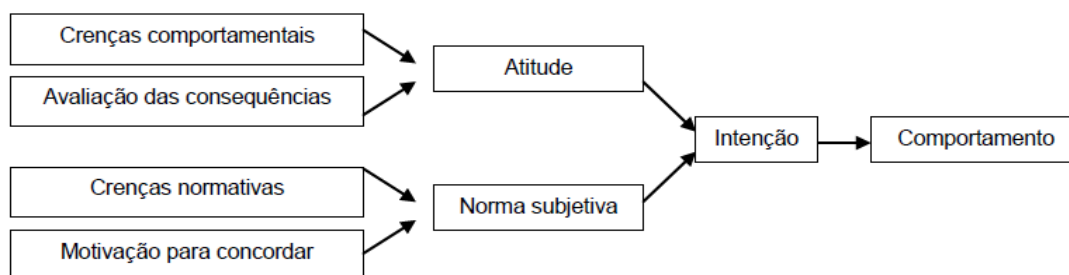 Crenças comportamentais
Avaliação das consequências
Atitude
Intenção
Comportamento
Crenças normativas
Norma subjetiva
Motivação para concordar